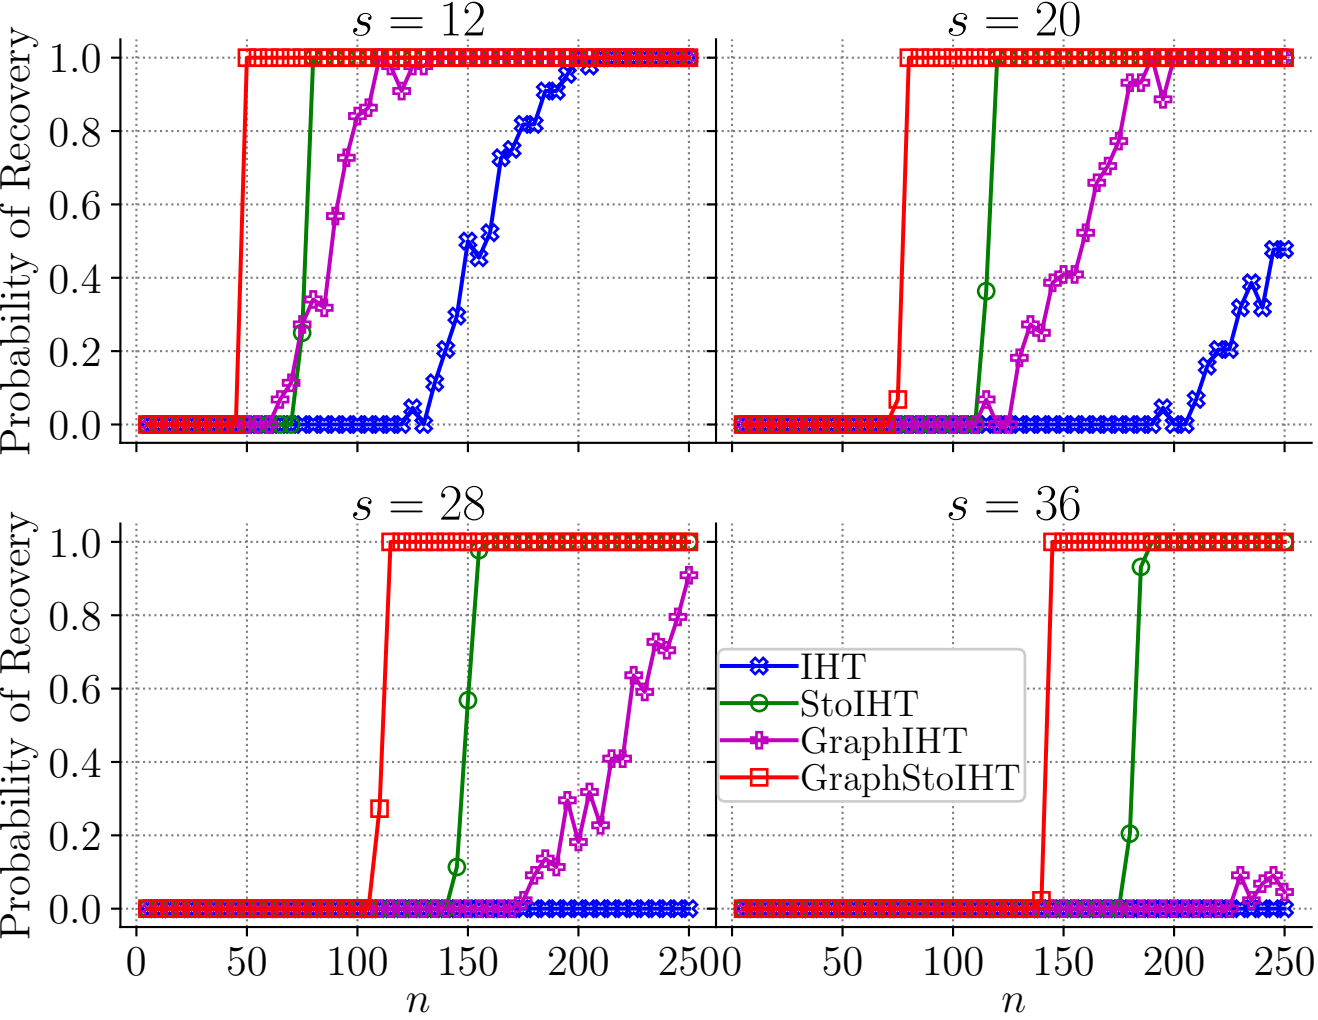 s = 12
s = 20
Probability of Recovery
1.0
0.8
0.6
0.4
0.2
0.0
s = 28
s = 36
Probability of Recovery
1.0
0.8
0.6
0.4
0.2
0.0
IHT
StoIHT
GraphIHT
GraphStoIHT
0 50 100 150 200 250
0 50 100 150 200 250
n
n